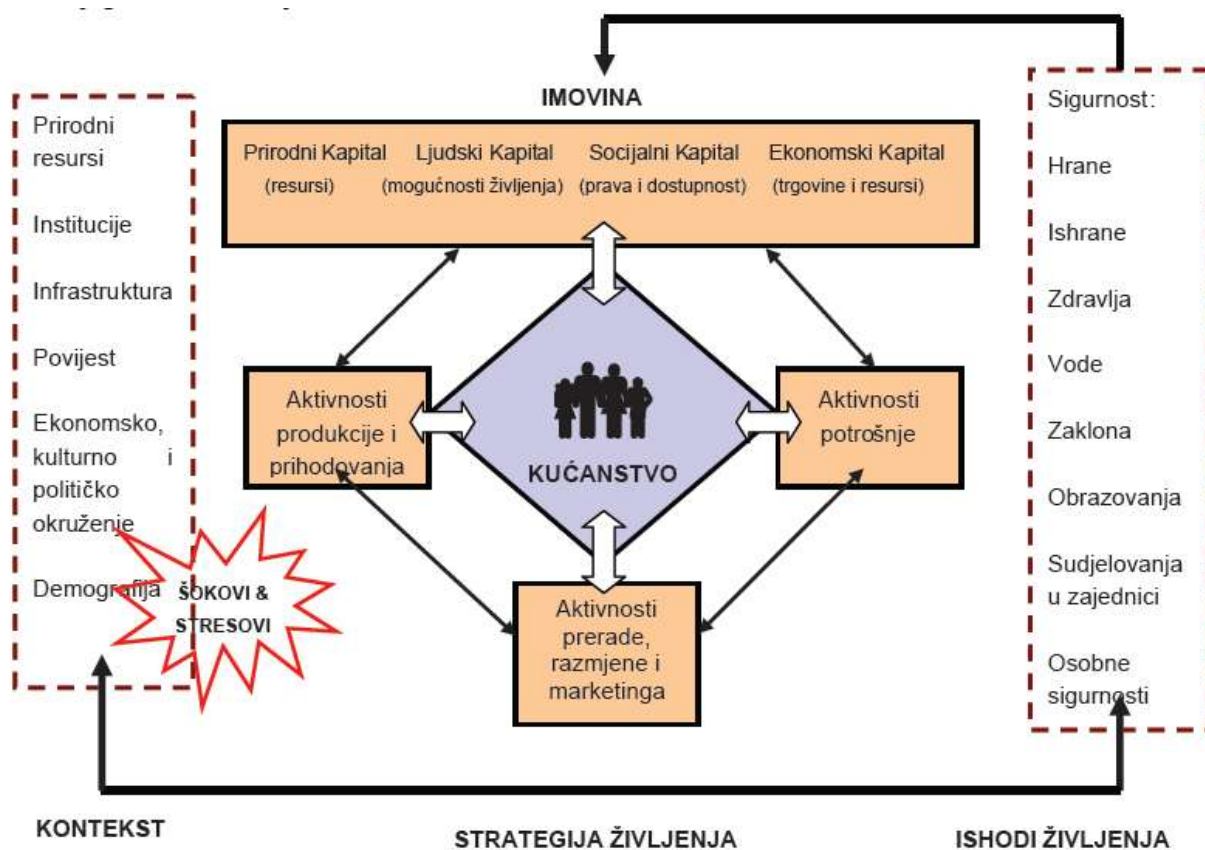 IMOVINA
Prirodni Kapital
(resursi)
Ljudski Kapital
(mogućnosti življenja)
Socijalni Kapital
(prava i dostupnost)
Ekonomski Kapital
(trgovine i resursi)
Prirodni
resursi
Institucije
Infrastruktura
Povijest
Ekonomsko,
kulturno i
političko
okruženje
Demografija
ŠOKOVI &
STRESOVI
Aktivnosti
produkcije i
prihodovanja
KUĆANSTVO
Aktivnosti
potrošnje
Aktivnosti
prerade,
razmjene i
marketinga
Sigurnost:
Hrane
Ishrane
Zdravlja
Vode
Zaklona
Obrazovanja
Sudjelovanja
u zajednici
Osobne
sigurnosti
KONTEKST
STRATEGIJA ŽIVLJENJA
ISHODI ŽIVLJENJA